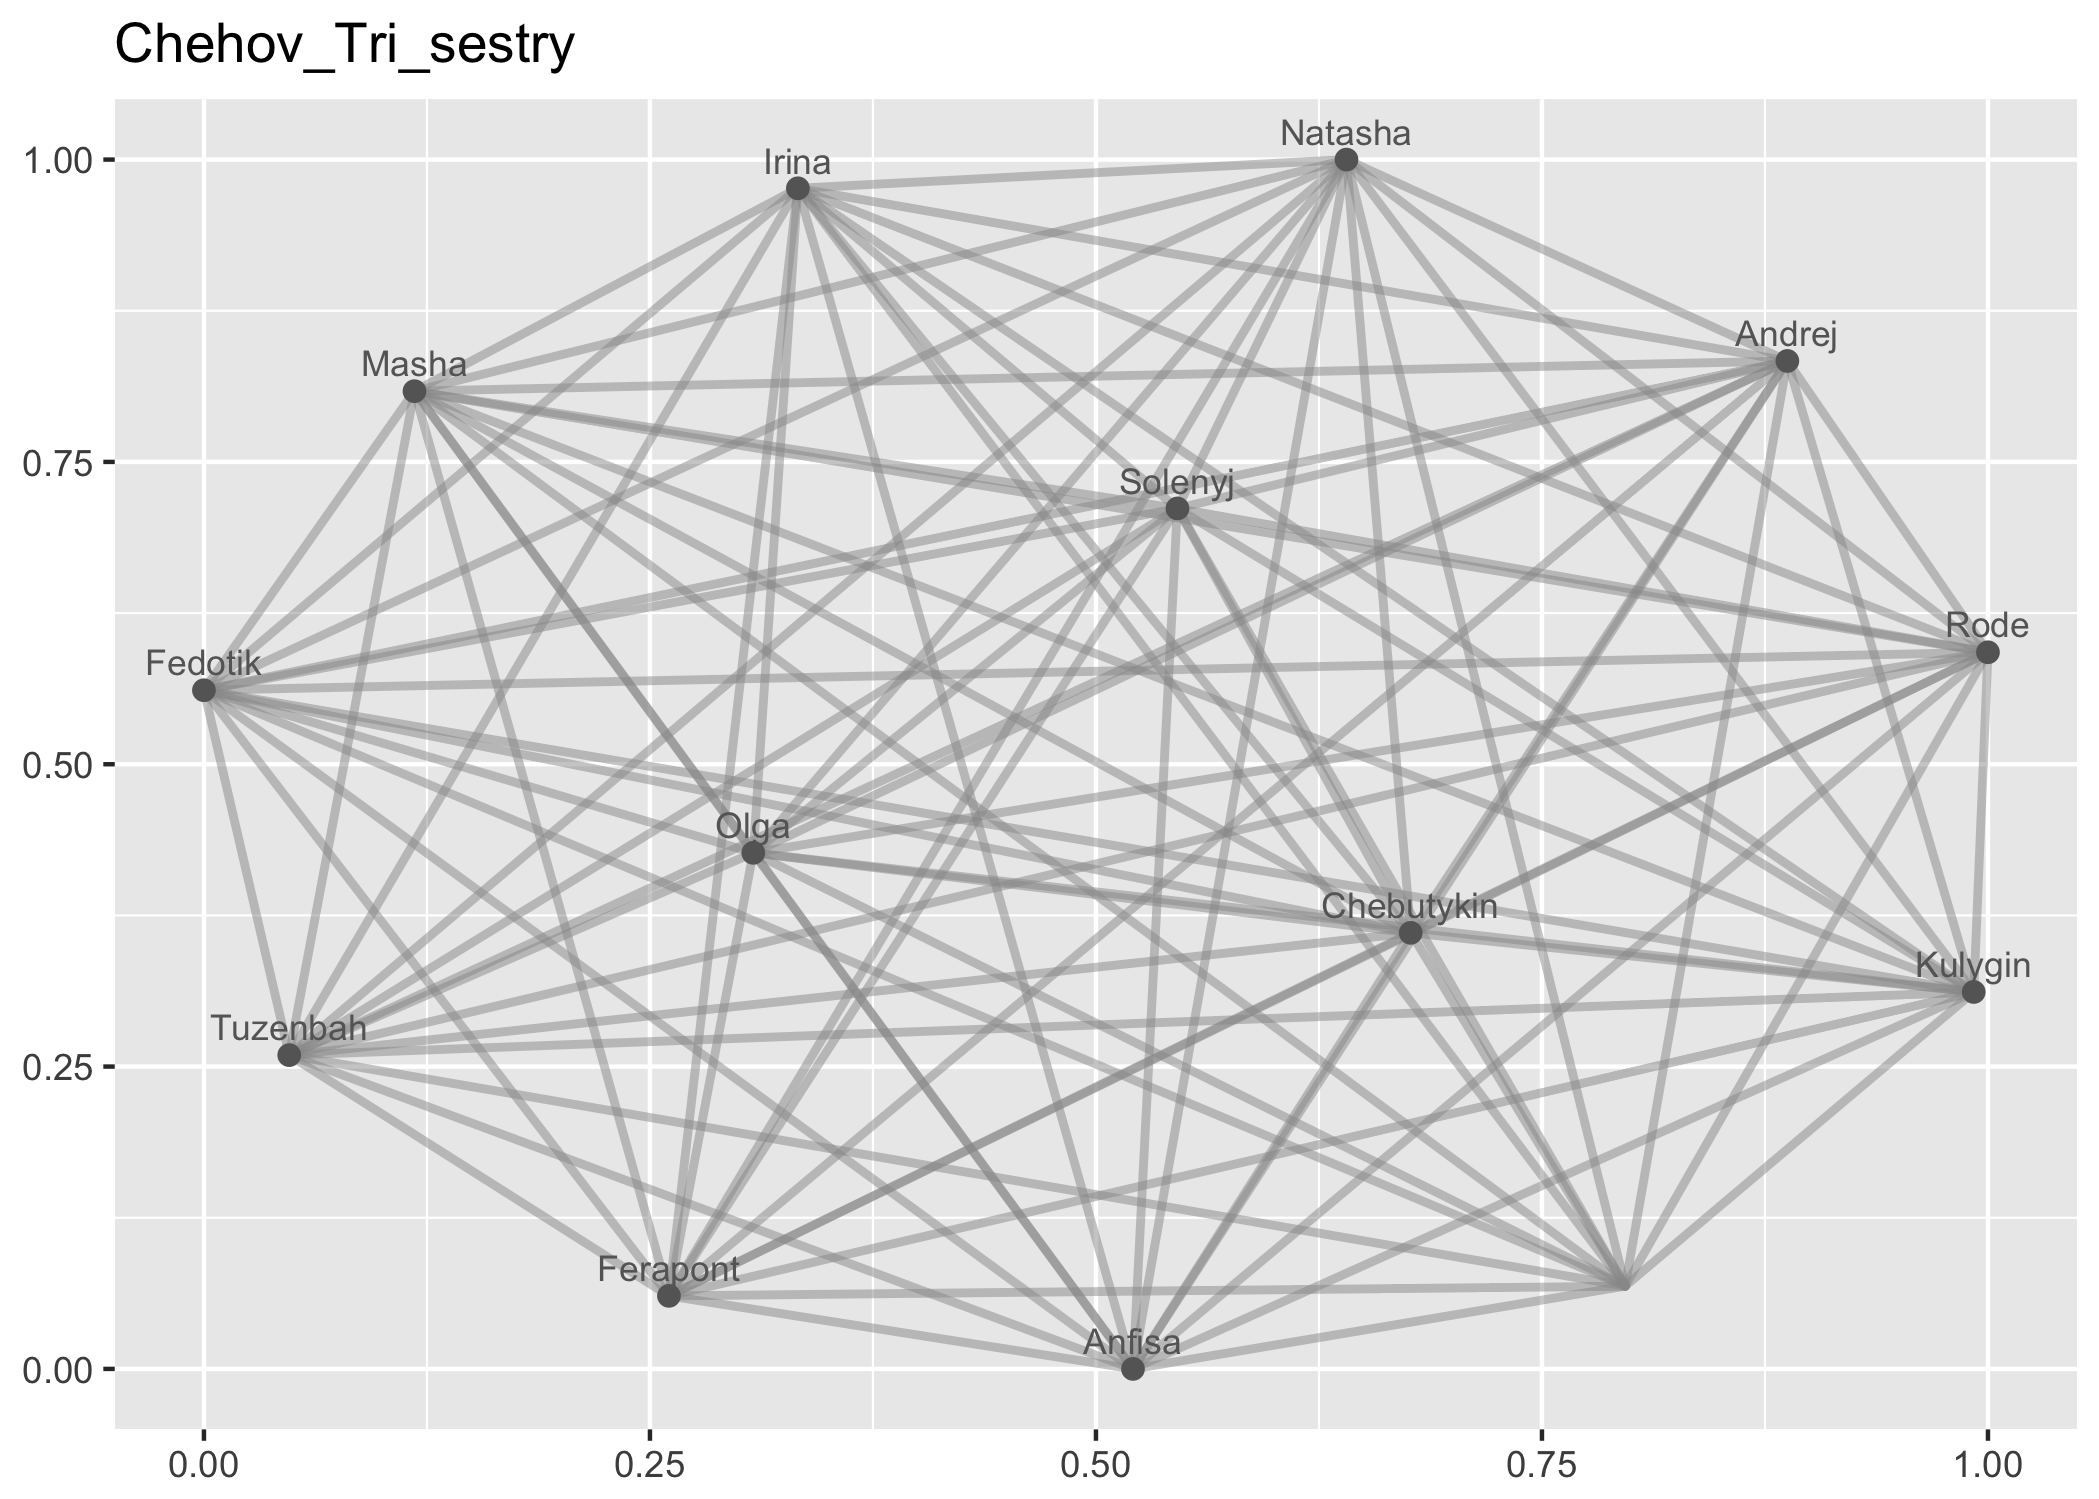 Chehov_Tri_sestry
Natasha
Irina
1.00
Andrej
Masha
0.75
Solenyj
Rode
Fedotik
0.50
Olga
Chebutykin
Kulygin
Tuzenbah
0.25
Ferapont
Anfisa
0.00
0.00 0.25 0.50 0.75 1.00